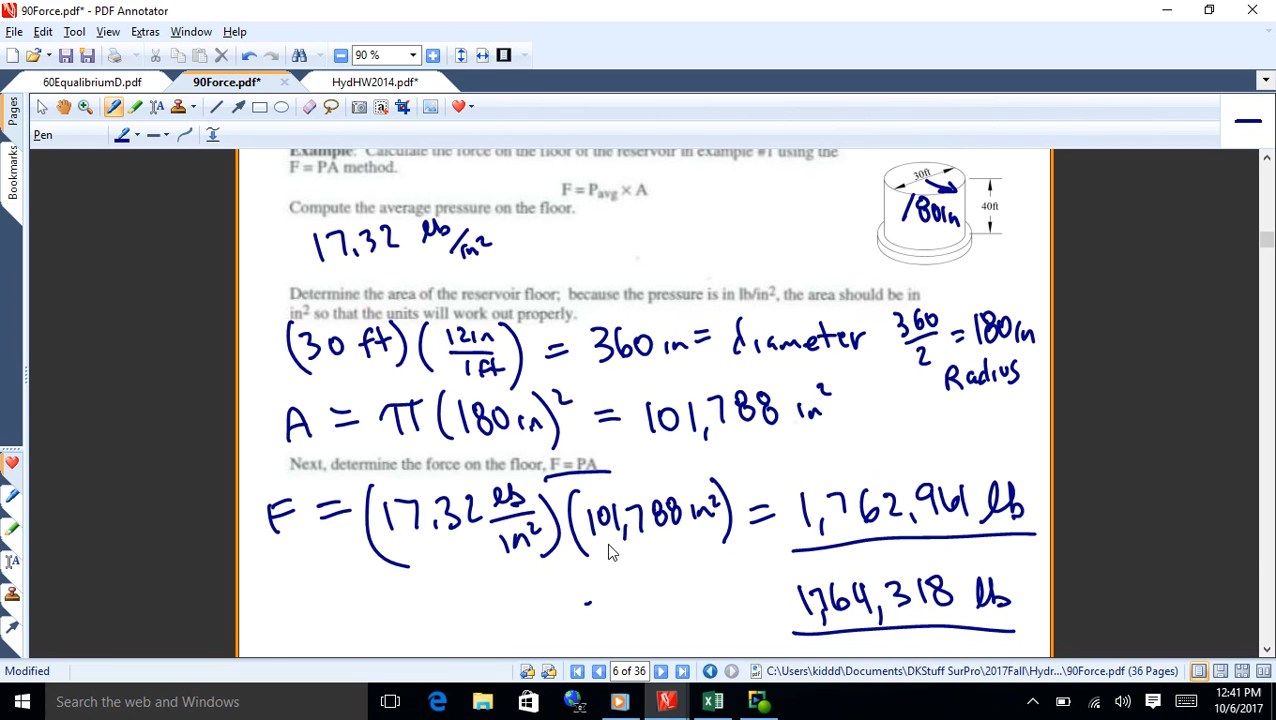 90Force.pdf* - PDF Annotator
File Edit Tool View Extras Window Help
90 %
60EquilibriumD.pdf 90Force.pdf* HydHW2014.pdf*
Pen
Pages
Bookmarks
Example: Calculate the force on the floor of the reservoir in example #1 using the
F = PA method.
F = Pavg × A
Compute the average pressure on the floor.
17.32 lb/in²
30ft
180in
40ft
Determine the area of the reservoir floor; because the pressure is in lb/in², the area should be in
in² so that the units will work out properly.
(30 ft) (12in/1ft) = 360 in = diameter 360/2 = 180in
Radius
A = π (180 in)² = 101,788 in²
Next, determine the force on the floor, F = PA
F = (17.32 lb/in²) (101,788 in²) = 1,762,961 lb
1,764,318 lb
Modified
6 of 36
C:\Users\kiddd\Documents\DKStuff SurPro\2017Fall\Hydr...\90Force.pdf (36 Pages)
Search the web and Windows
12:41 PM
10/6/2017